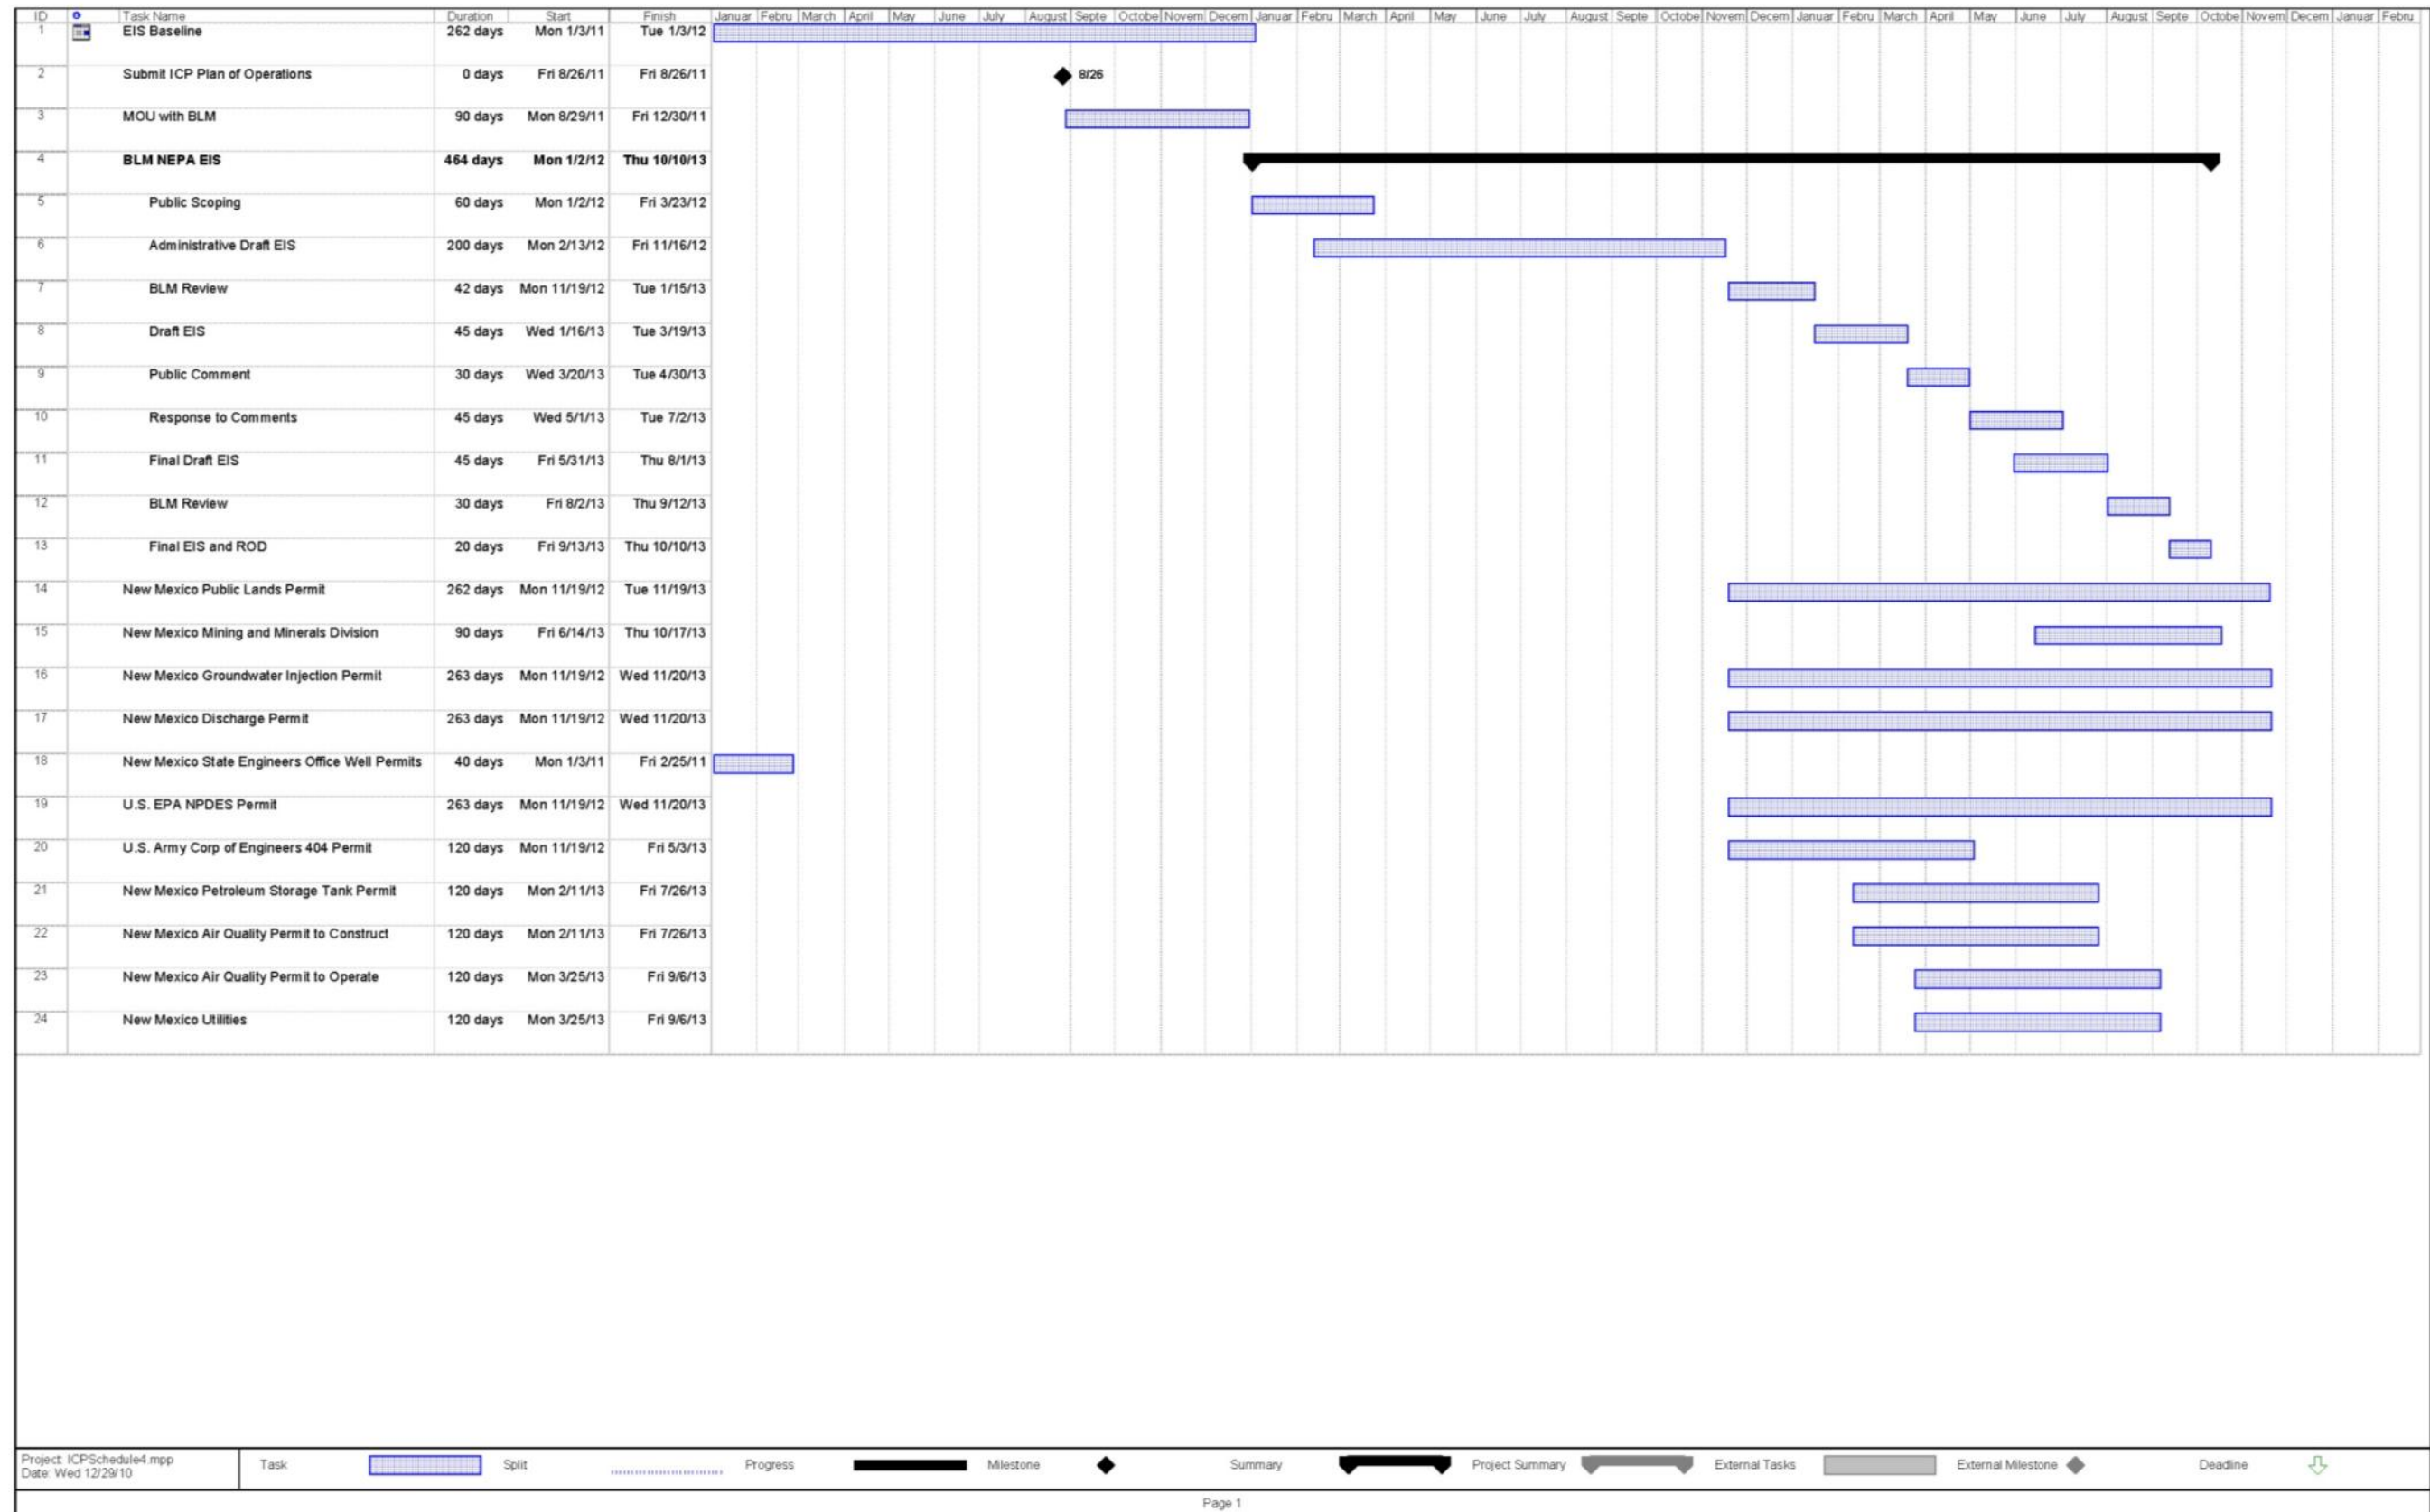 ID Task Name Duration Start Finish Januar Febru March April May June July August Septe Octobe Novem Decem Januar Febru March April May June July August Septe Octobe Novem Decem Januar Febru March April May June July August Septe Octobe Novem Decem Januar Febru
1 EIS Baseline 262 days Mon 1/3/11 Tue 1/3/12
2 Submit ICP Plan of Operations 0 days Fri 8/26/11 Fri 8/26/11 8/26
3 MOU with BLM 90 days Mon 8/29/11 Fri 12/30/11
4 BLM NEPA EIS 464 days Mon 1/2/12 Thu 10/10/13
5 Public Scoping 60 days Mon 1/2/12 Fri 3/23/12
6 Administrative Draft EIS 200 days Mon 2/13/12 Fri 11/16/12
7 BLM Review 42 days Mon 11/19/12 Tue 1/15/13
8 Draft EIS 45 days Wed 1/16/13 Tue 3/19/13
9 Public Comment 30 days Wed 3/20/13 Tue 4/30/13
10 Response to Comments 45 days Wed 5/1/13 Tue 7/2/13
11 Final Draft EIS 45 days Fri 5/31/13 Thu 8/1/13
12 BLM Review 30 days Fri 8/2/13 Thu 9/12/13
13 Final EIS and ROD 20 days Fri 9/13/13 Thu 10/10/13
14 New Mexico Public Lands Permit 262 days Mon 11/19/12 Tue 11/19/13
15 New Mexico Mining and Minerals Division 90 days Fri 6/14/13 Thu 10/17/13
16 New Mexico Groundwater Injection Permit 263 days Mon 11/19/12 Wed 11/20/13
17 New Mexico Discharge Permit 263 days Mon 11/19/12 Wed 11/20/13
18 New Mexico State Engineers Office Well Permits 40 days Mon 1/3/11 Fri 2/25/11
19 U.S. EPA NPDES Permit 263 days Mon 11/19/12 Wed 11/20/13
20 U.S. Army Corp of Engineers 404 Permit 120 days Mon 11/19/12 Fri 5/3/13
21 New Mexico Petroleum Storage Tank Permit 120 days Mon 2/11/13 Fri 7/26/13
22 New Mexico Air Quality Permit to Construct 120 days Mon 2/11/13 Fri 7/26/13
23 New Mexico Air Quality Permit to Operate 120 days Mon 3/25/13 Fri 9/6/13
24 New Mexico Utilities 120 days Mon 3/25/13 Fri 9/6/13
Project: ICPSchedule4.mpp
Date: Wed 12/29/10
Task Split Progress Milestone Summary Project Summary External Tasks External Milestone Deadline
Page 1